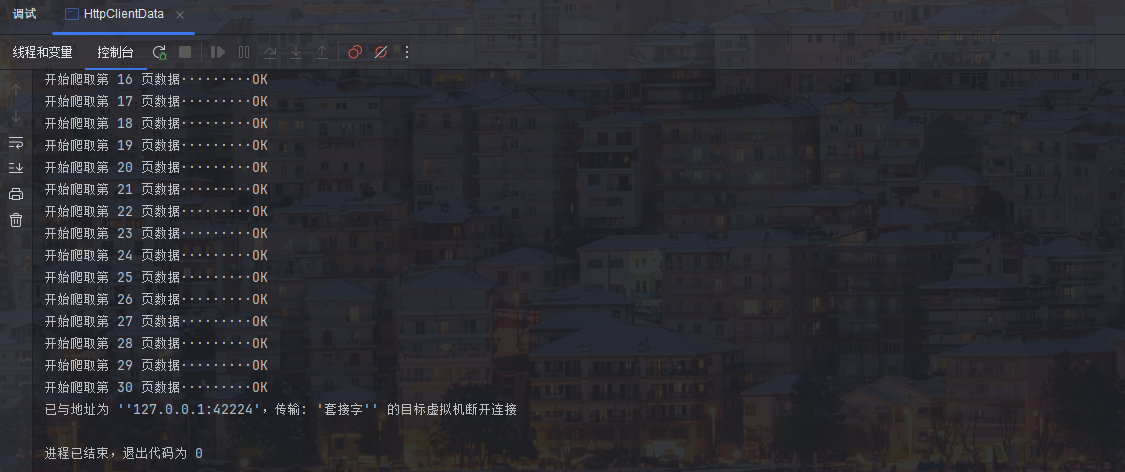 调试 HttpClientData
线程和变量 控制台
开始爬取第 16 页数据·········OK
开始爬取第 17 页数据·········OK
开始爬取第 18 页数据·········OK
开始爬取第 19 页数据·········OK
开始爬取第 20 页数据·········OK
开始爬取第 21 页数据·········OK
开始爬取第 22 页数据·········OK
开始爬取第 23 页数据·········OK
开始爬取第 24 页数据·········OK
开始爬取第 25 页数据·········OK
开始爬取第 26 页数据·········OK
开始爬取第 27 页数据·········OK
开始爬取第 28 页数据·········OK
开始爬取第 29 页数据·········OK
开始爬取第 30 页数据·········OK
已与地址为 ''127.0.0.1:42224'，传输: '套接字'' 的目标虚拟机断开连接
进程已结束，退出代码为 0